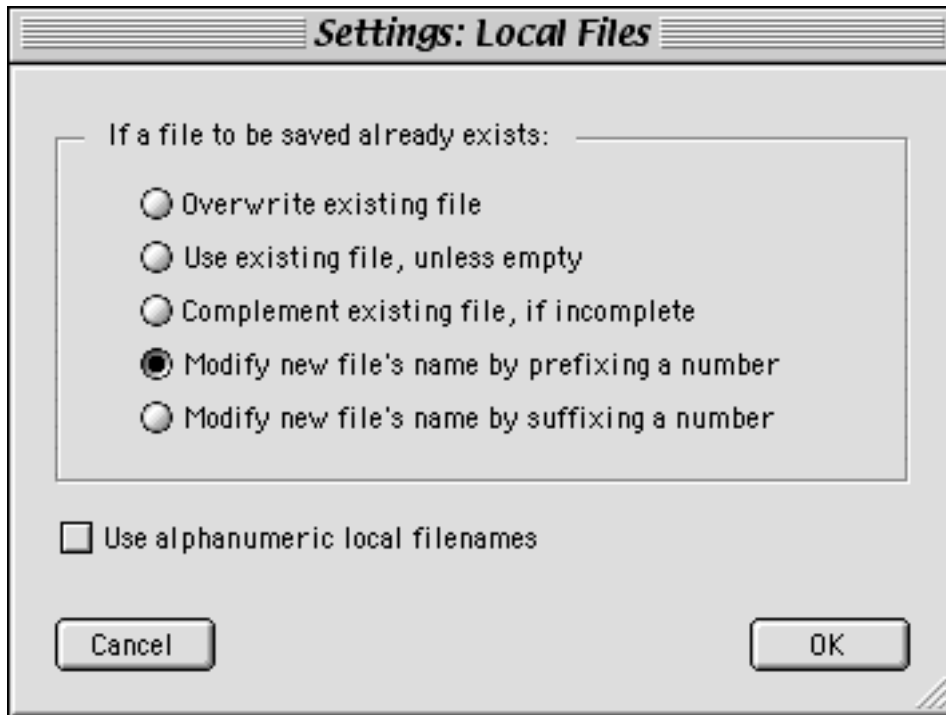 Settings: Local Files
If a file to be saved already exists:
Overwrite existing file
Use existing file, unless empty
Complement existing file, if incomplete
Modify new file's name by prefixing a number
Modify new file's name by suffixing a number
Use alphanumeric local filenames
Cancel
OK